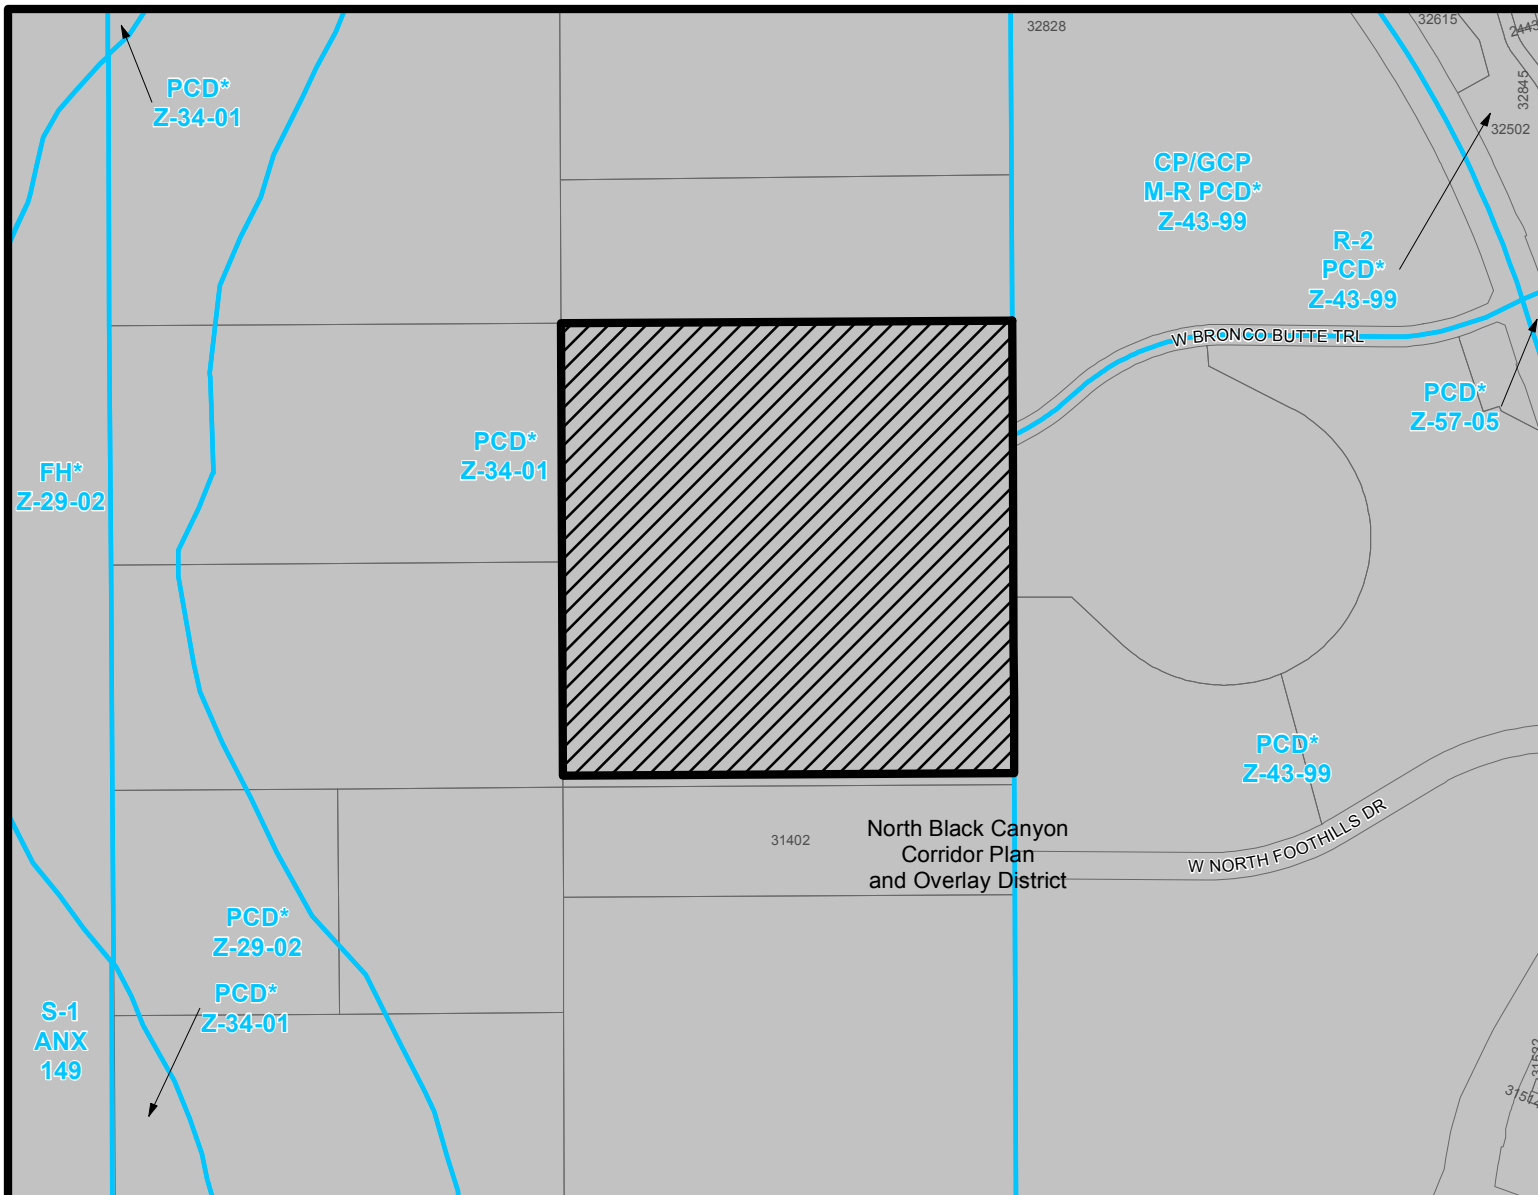 32828
32615
2443
32845
32502
PCD*
Z-34-01
CP/GCP
M-R PCD*
Z-43-99
R-2
PCD*
Z-43-99
W BRONCO BUTTE TRL
PCD*
Z-57-05
PCD*
Z-34-01
FH*
Z-29-02
PCD*
Z-43-99
W NORTH FOOTHILLS DR
31402
North Black Canyon
Corridor Plan
and Overlay District
PCD*
Z-29-02
PCD*
Z-34-01
S-1
ANX
149